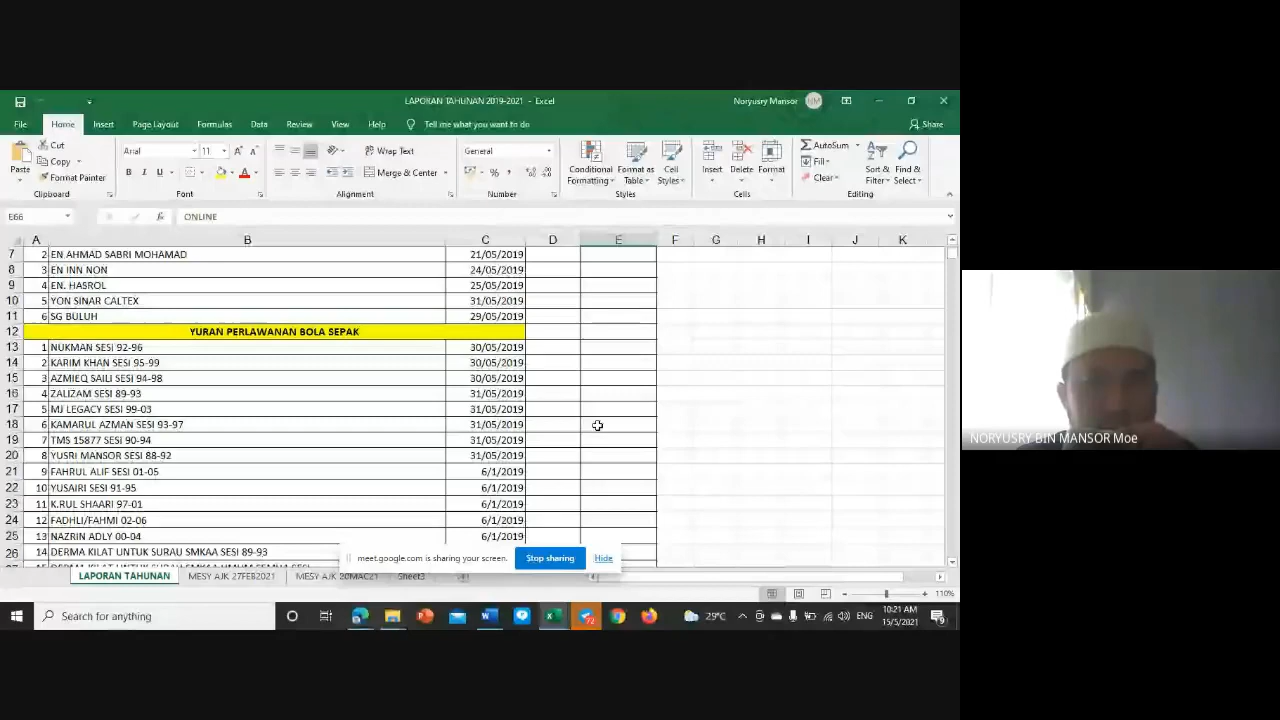 LAPORAN TAHUNAN 2019-2021 - Excel
Noryusry Mansor NM
File Home Insert Page Layout Formulas Data Review View Help Tell me what you want to do Share
Paste Cut Copy Format Painter Clipboard
Arial 11 A A B I U A Font
Wrap Text Merge & Center Alignment
General % , Number
Conditional Formatting Format as Table Cell Styles Styles
Insert Delete Format Cells
AutoSum Fill Clear Sort & Filter Find & Select Editing
E66 fx ONLINE
A B C D E F G H I J K
7 2 EN AHMAD SABRI MOHAMAD 21/05/2019
8 3 EN INN NON 24/05/2019
9 4 EN. HASROL 25/05/2019
10 5 YON SINAR CALTEX 31/05/2019
11 6 SG BULUH 29/05/2019
12 YURAN PERLAWANAN BOLA SEPAK
13 1 NUKMAN SESI 92-96 30/05/2019
14 2 KARIM KHAN SESI 95-99 30/05/2019
15 3 AZMIEQ SAILI SESI 94-98 30/05/2019
16 4 ZALIZAM SESI 89-93 31/05/2019
17 5 MJ LEGACY SESI 99-03 31/05/2019
18 6 KAMARUL AZMAN SESI 93-97 31/05/2019
19 7 TMS 15877 SESI 90-94 31/05/2019
20 8 YUSRI MANSOR SESI 88-92 31/05/2019
21 9 FAHRUL ALIF SESI 01-05 6/1/2019
22 10 YUSAIRI SESI 91-95 6/1/2019
23 11 K.RUL SHAARI 97-01 6/1/2019
24 12 FADHLI/FAHMI 02-06 6/1/2019
25 13 NAZRIN ADLY 00-04 6/1/2019
26 14 DERMA KILAT UNTUK SURAU SMKAA SESI 89-93
meet.google.com is sharing your screen. Stop sharing Hide
LAPORAN TAHUNAN MESY AJK 27FEB2021 MESY AJK 20MAC21 Sheet3
110%
Search for anything
72
29°C ENG 10:21 AM 15/5/2021 9
NORYUSRY BIN MANSOR Moe